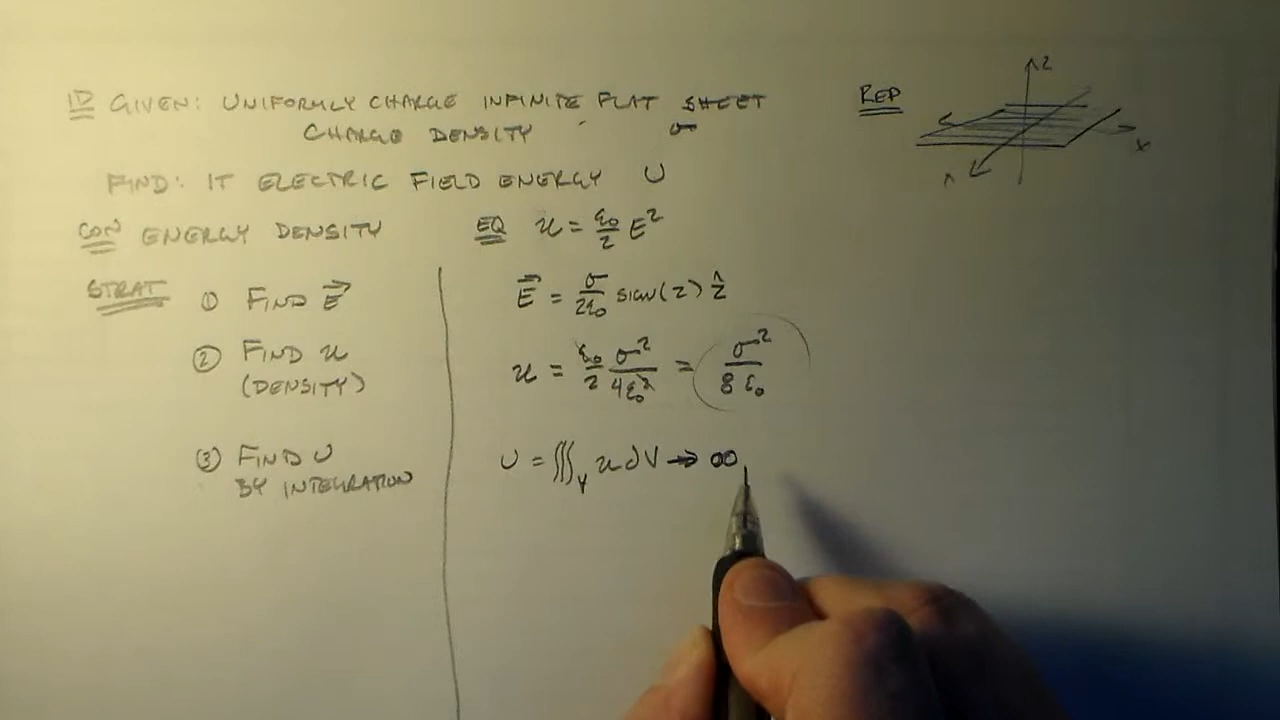 ID GIVEN: UNIFORMLY CHARGE INFINITE FLAT SHEET
CHARGE DENSITY σ
REP
z
x
FIND: IT ELECTRIC FIELD ENERGY U
CON ENERGY DENSITY
EQ u = ε₀/2 E²
STRAT ① FIND E⃗
E⃗ = σ/2ε₀ SIGN(z) ẑ
② FIND u
(DENSITY)
u = ε₀/2 σ²/4ε₀² = σ²/8ε₀
③ FIND U
BY INTEGRATION
U = ∭_V u dV → ∞